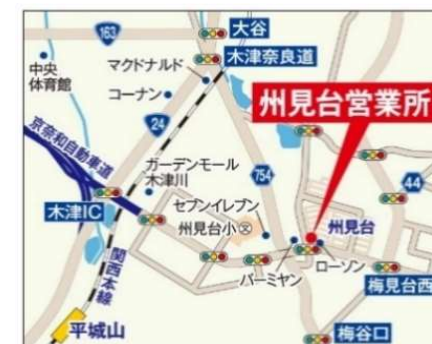 163
大谷
木津奈良道
中央
体育館
マクドナルド
コーナン
州見台営業所
京奈和自動車道
24
ガーデンモール
木津川
754
44
木津IC
セブンイレブン
州見台小
文
州見台
関西本線
バーミヤン
ローソン
梅見台西
平城山
梅谷口